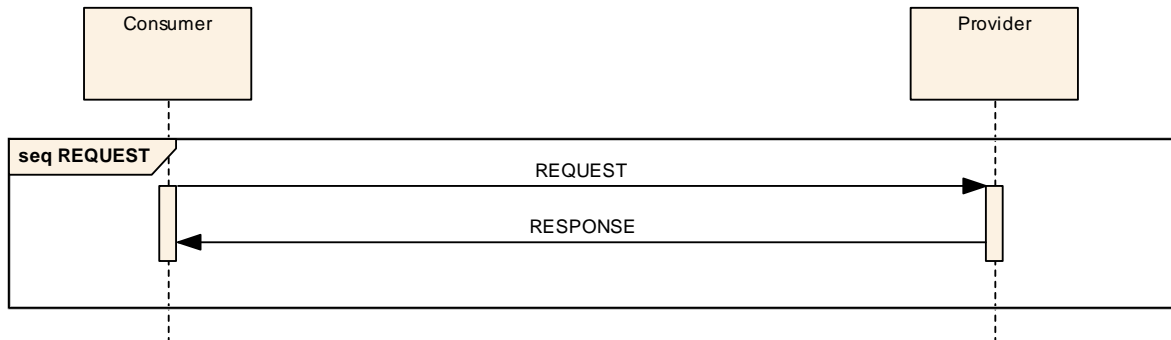 Consumer
Provider
seq REQUEST
REQUEST
RESPONSE